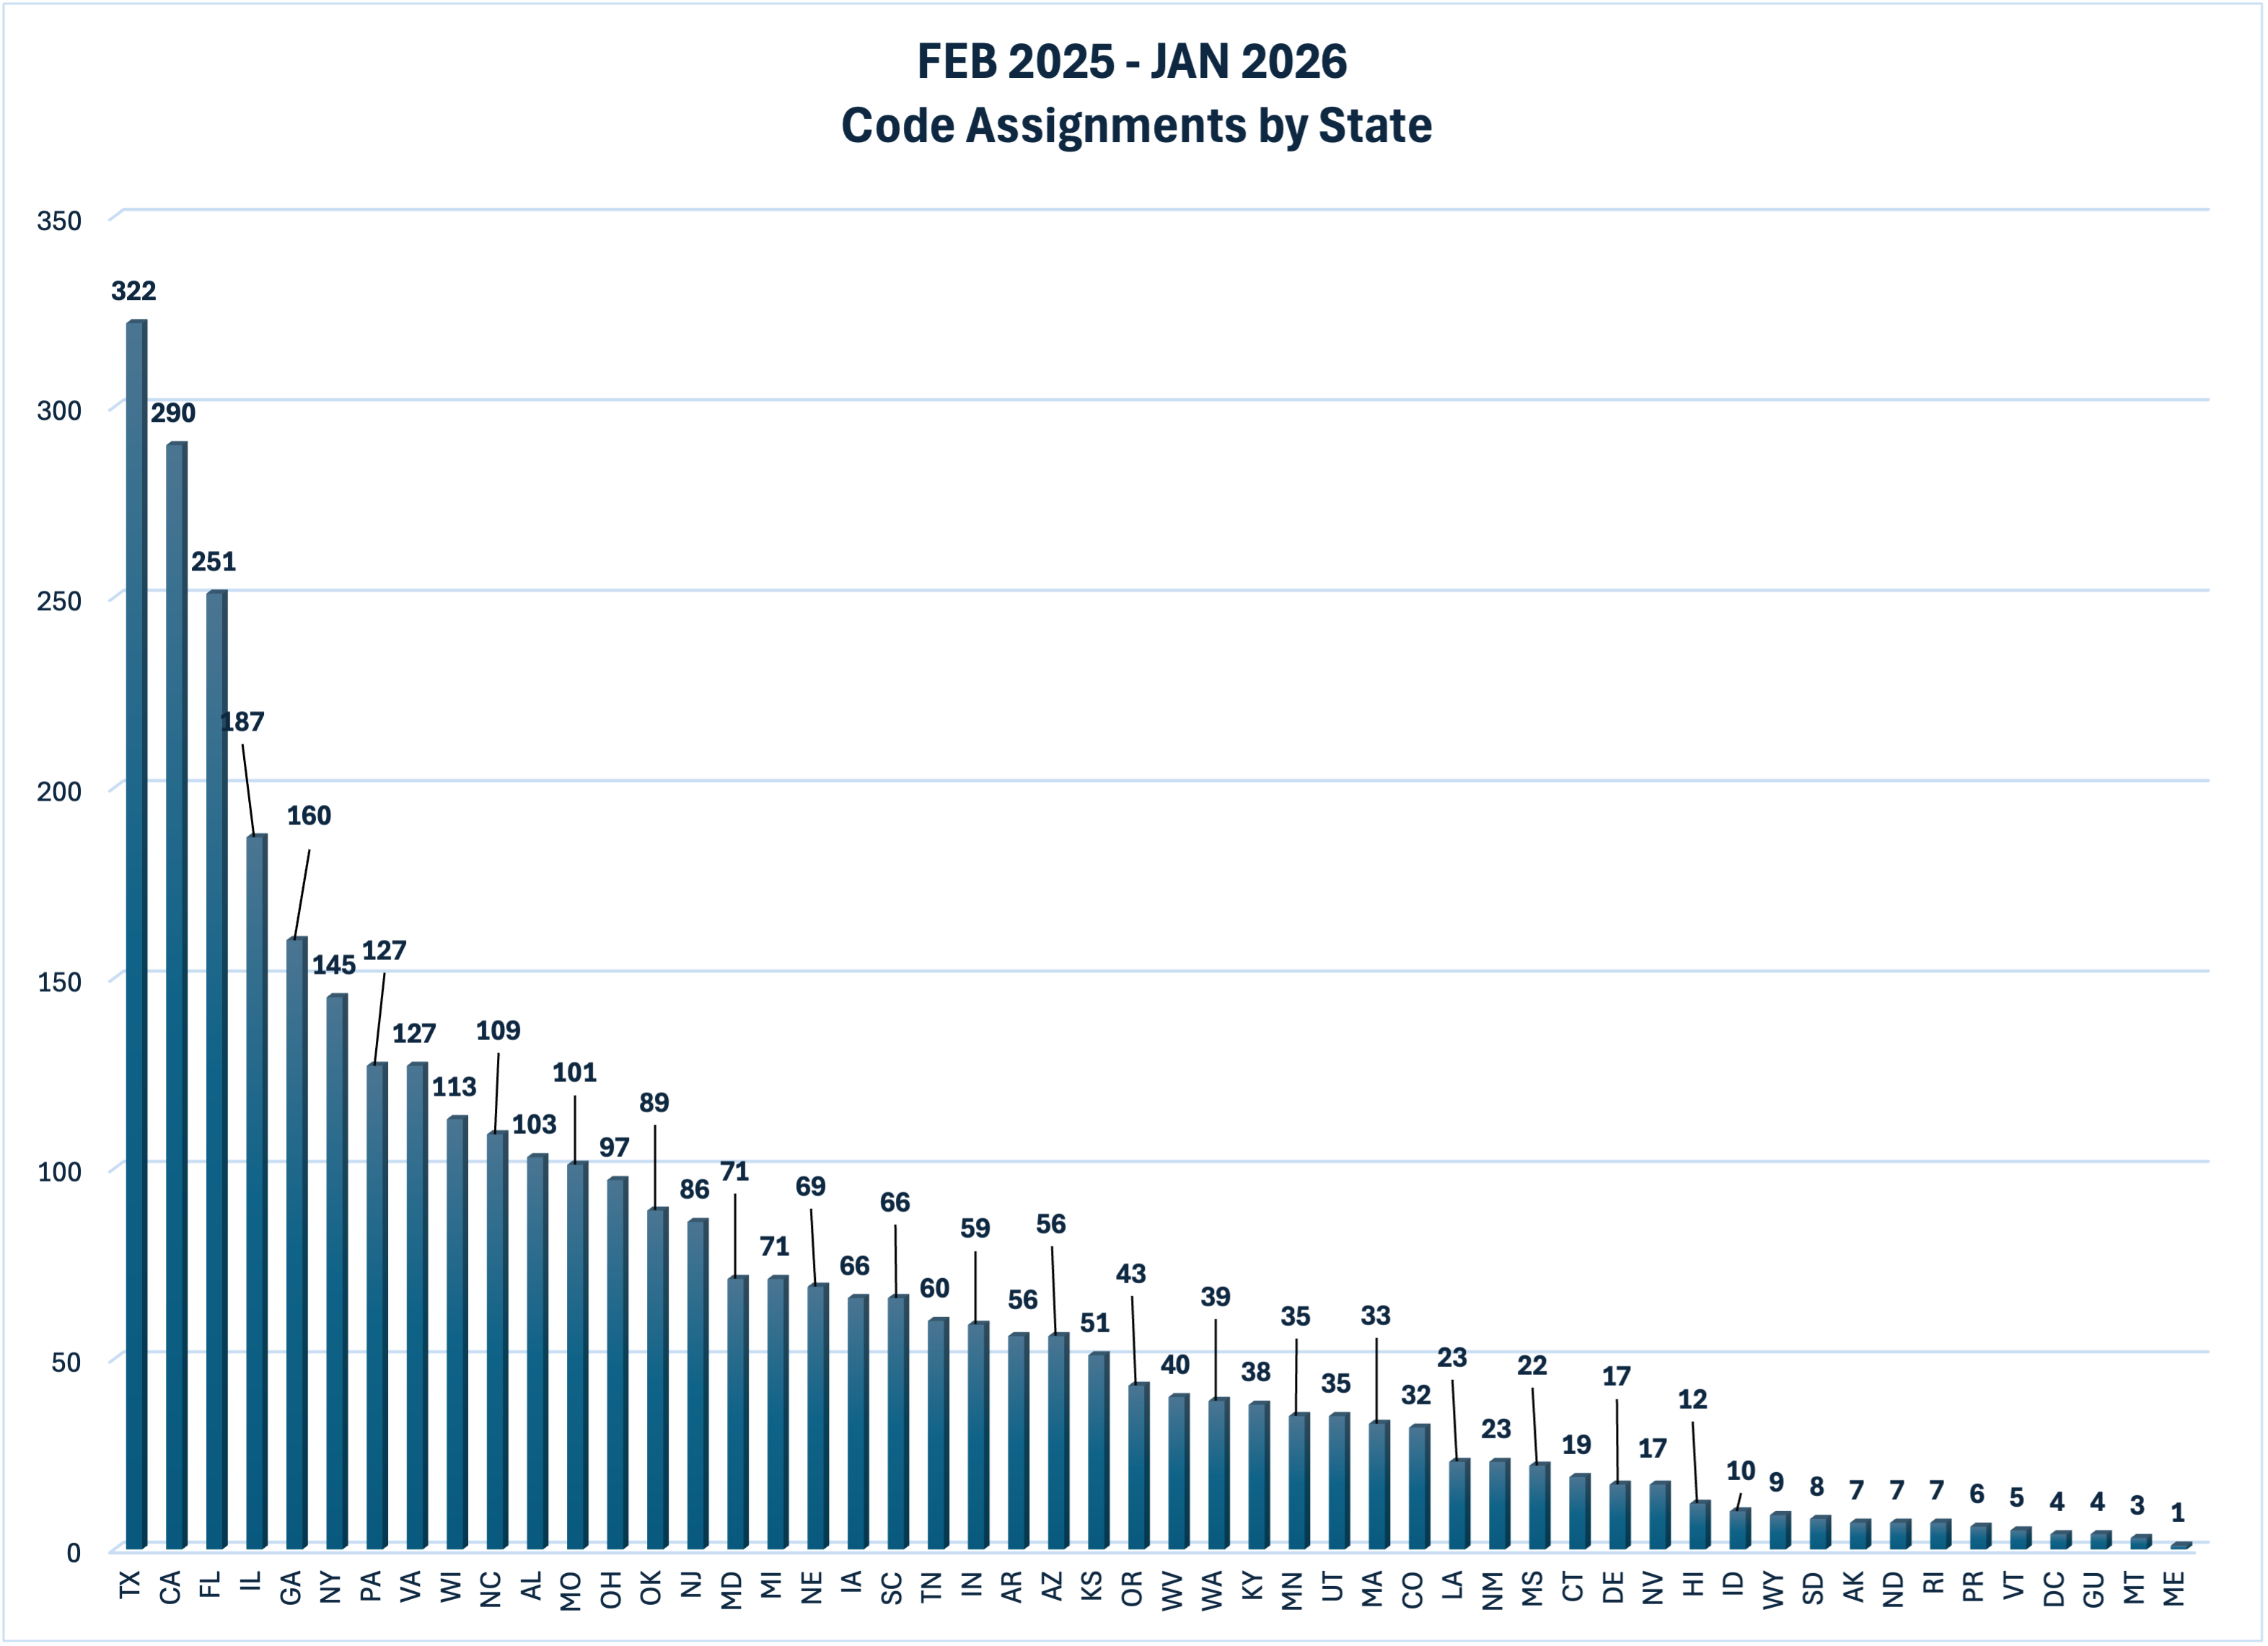 FEB 2025 - JAN 2026
Code Assignments by State
350
300
250
200
150
100
50
0
322
290
251
187
160
145
127
127
113
109
103
101
97
89
86
71
71
69
66
66
60
59
56
56
51
43
40
39
38
35
35
33
32
23
23
22
19
17
17
12
10
9
8
7
7
7
6
5
4
4
3
1
TX
CA
FL
IL
GA
NY
PA
VA
WI
NC
AL
MO
OH
OK
NJ
MD
MI
NE
IA
SC
TN
IN
AR
AZ
KS
OR
WV
WA
KY
MN
UT
MA
CO
LA
NM
MS
CT
DE
NV
HI
ID
WY
SD
AK
ND
RI
PR
VT
DC
GU
MT
ME